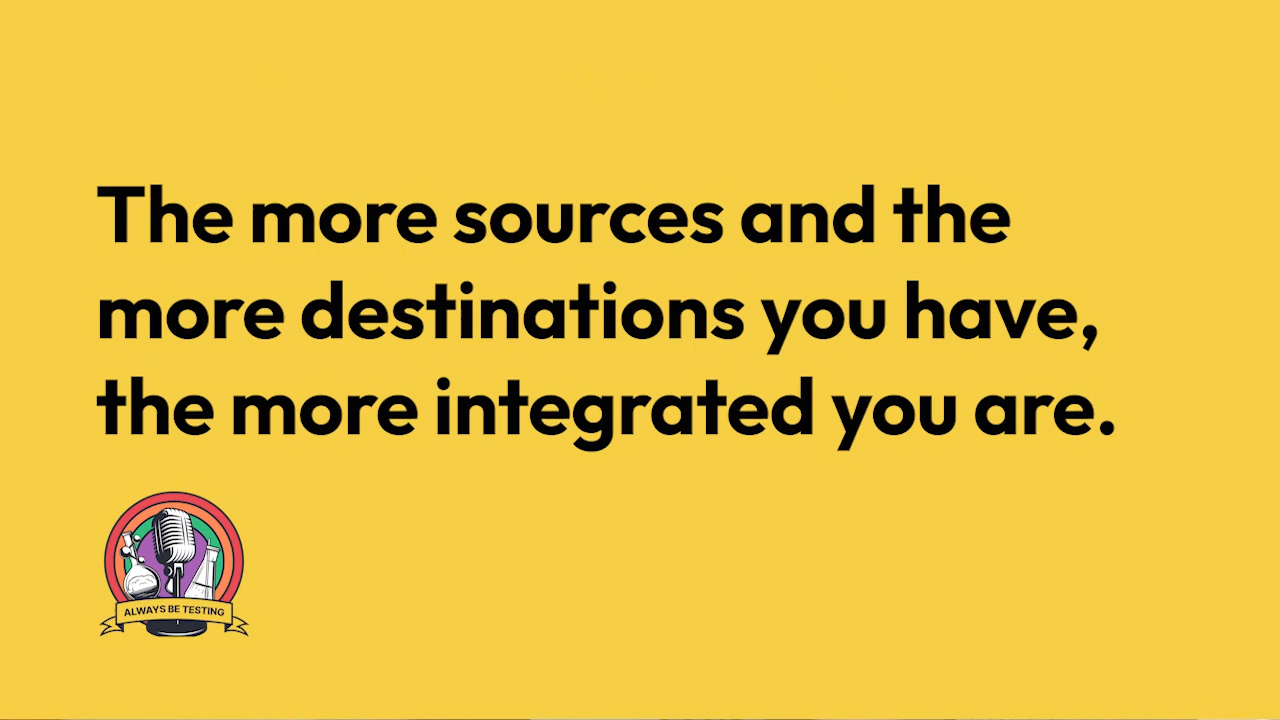 The more sources and the
more destinations you have,
the more integrated you are.
ALWAYS BE TESTING